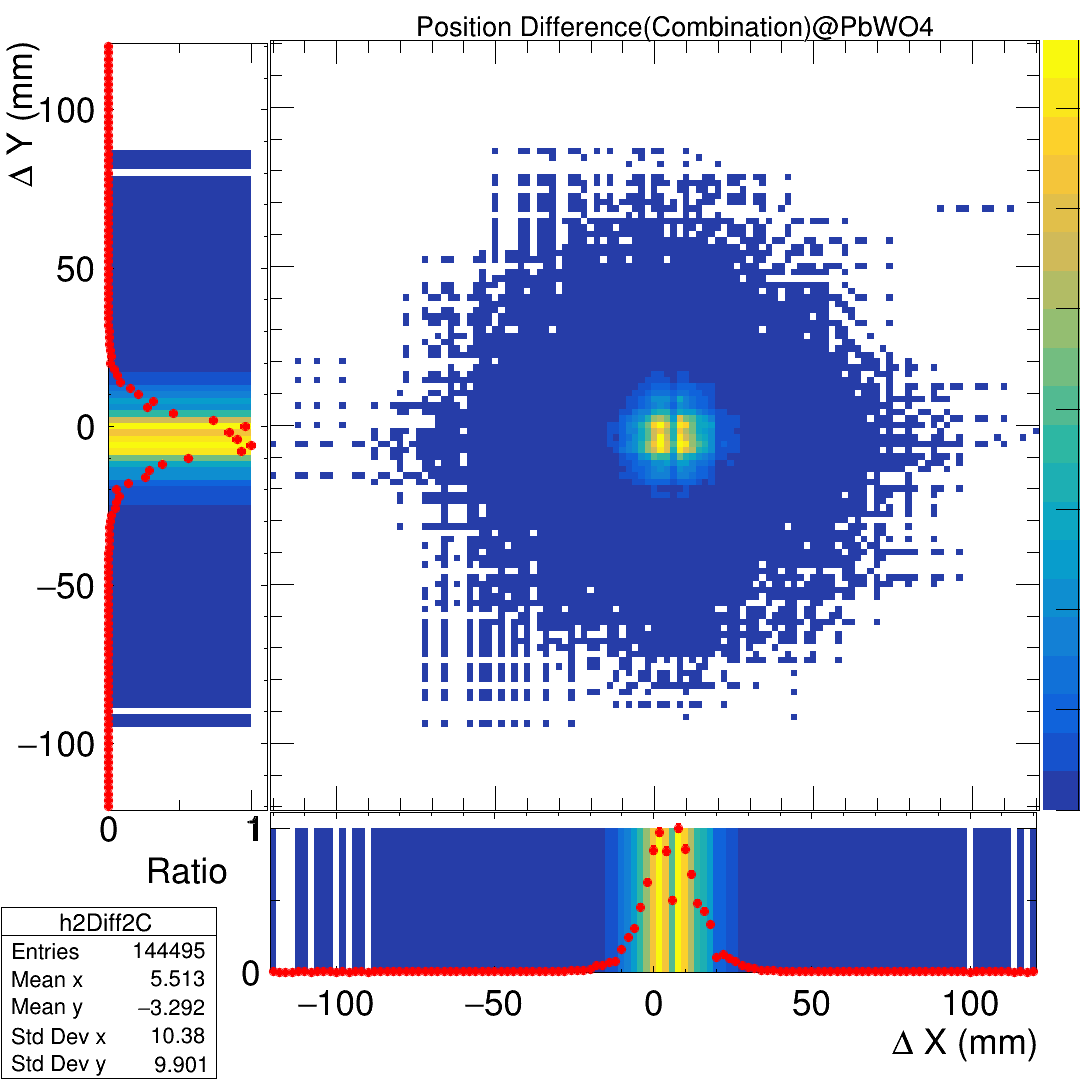 Position Difference(Combination)@PbWO4
Δ Y (mm)
100
50
0
−50
−100
0
1
Ratio
1
0
−100
−50
0
50
100
Δ X (mm)
h2Diff2C
Entries 144495
Mean x 5.513
Mean y −3.292
Std Dev x 10.38
Std Dev y 9.901